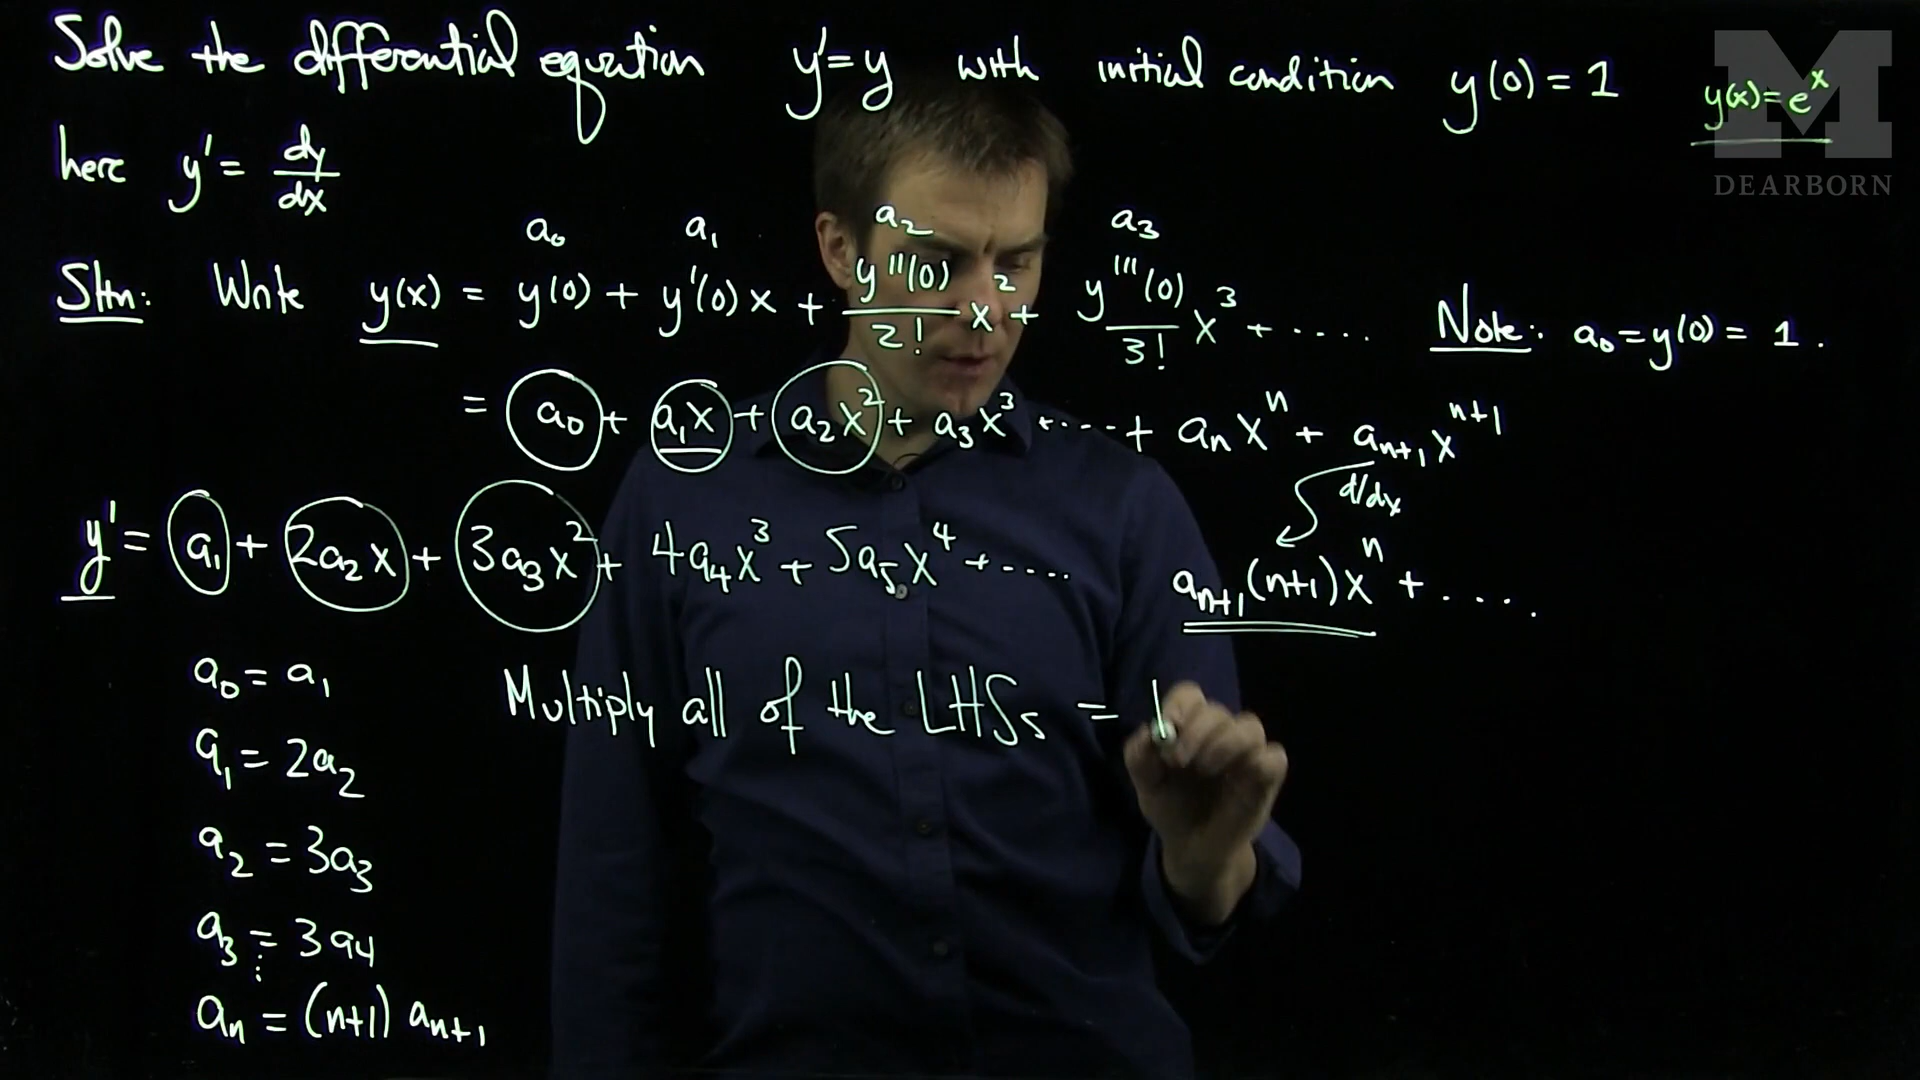 Solve the differential equation y'=y with initial condition y(0)=1 y(x)=e^x
M
DEARBORN
here y' = dy/dx
a₀ a₁ a₂ a₃
Sltn: Write y(x) = y(0) + y'(0)x + y''(0)/2! x² + y'''(0)/3! x³ + .... Note: a₀=y(0)=1.
= a₀ + a₁x + a₂x² + a₃x³ + .... + aₙxⁿ + aₙ₊₁xⁿ⁺¹
d/dx
y' = a₁ + 2a₂x + 3a₃x² + 4a₄x³ + 5a₅x⁴ + .... aₙ₊₁(n+1)xⁿ + ....
a₀ = a₁
Multiply all of the LHSs =
a₁ = 2a₂
a₂ = 3a₃
a₃ = 3a₄
⋮
aₙ = (n+1) aₙ₊₁